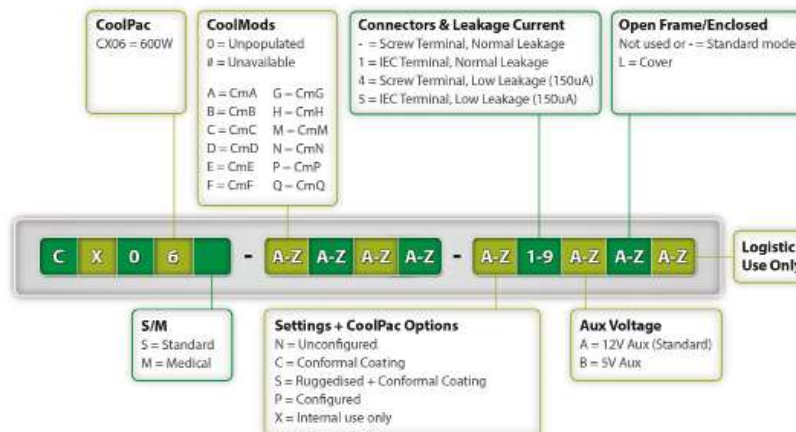 CoolPac
CX06 = 600W
CoolMods
0 = Unpopulated
# = Unavailable
A = CmA G = CmG
B = CmB H = CmH
C = CmC M = CmM
D = CmD N = CmN
E = CmE P = CmP
F = CmF Q = CmQ
Connectors & Leakage Current
- = Screw Terminal, Normal Leakage
1 = IEC Terminal, Normal Leakage
4 = Screw Terminal, Low Leakage (150uA)
5 = IEC Terminal, Low Leakage (150uA)
Open Frame/Enclosed
Not used or - = Standard mode
L = Cover
C X 0 6 - A-Z A-Z A-Z A-Z - A-Z 1-9 A-Z A-Z A-Z
Logistic
Use Only
S/M
S = Standard
M = Medical
Settings + CoolPac Options
N = Unconfigured
C = Conformal Coating
S = Ruggedised + Conformal Coating
P = Configured
X = Internal use only
Aux Voltage
A = 12V Aux (Standard)
B = 5V Aux